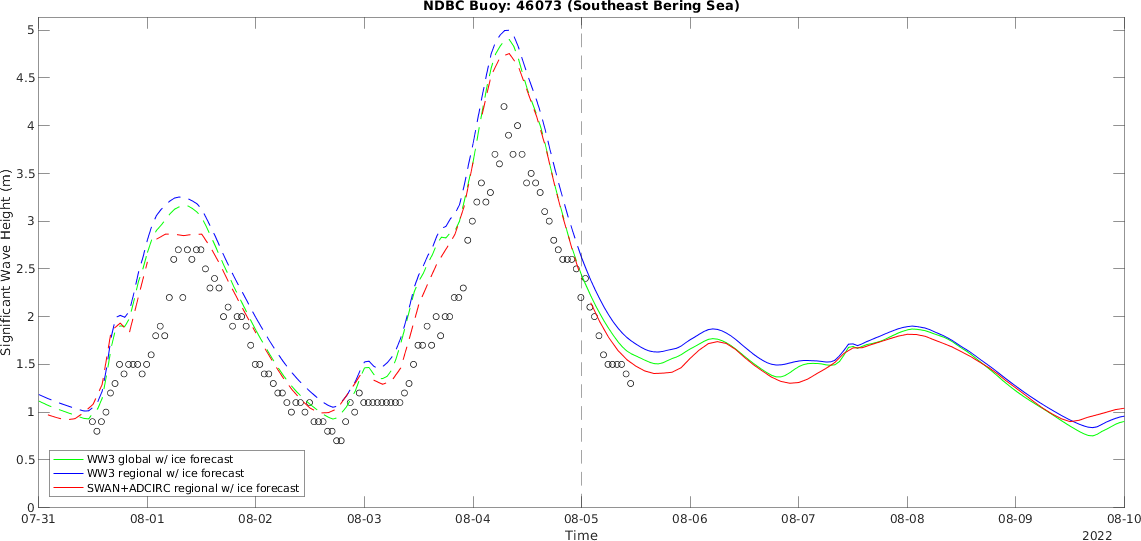 NDBC Buoy: 46073 (Southeast Bering Sea)
Significant Wave Height (m)
5
4.5
4
3.5
3
2.5
2
1.5
1
0.5
0
WW3 global w/ ice forecast
WW3 regional w/ ice forecast
SWAN+ADCIRC regional w/ ice forecast
07-31 08-01 08-02 08-03 08-04 08-05 08-06 08-07 08-08 08-09 08-10
Time
2022